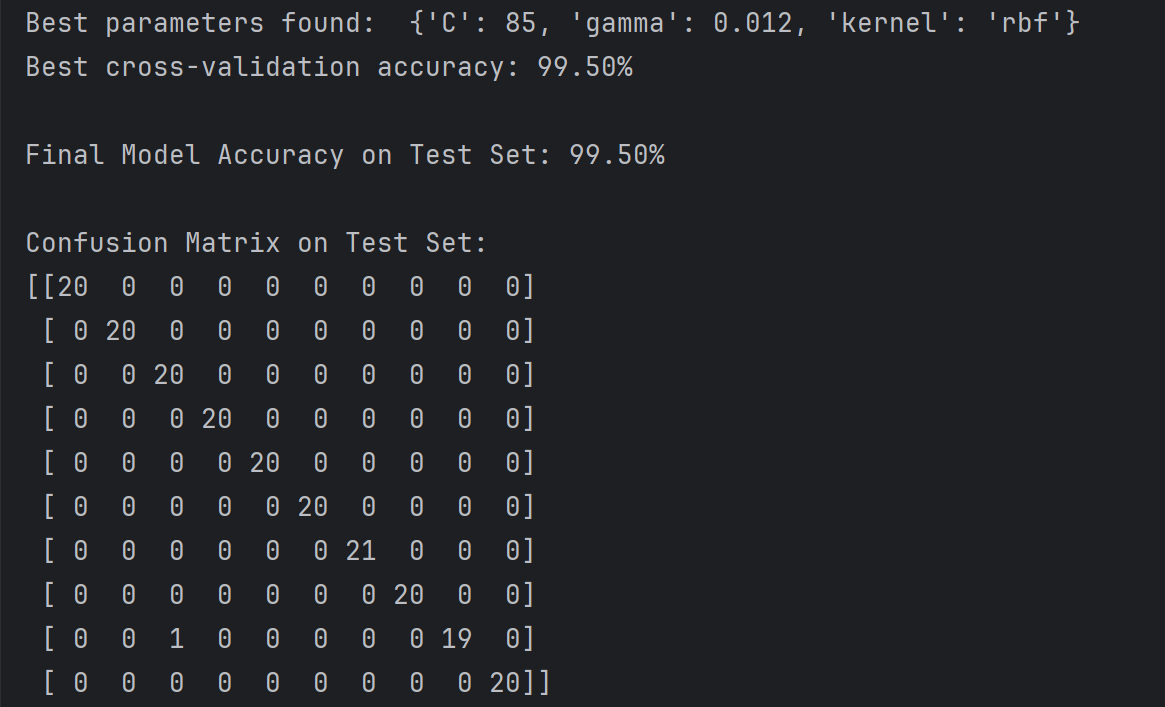 Best parameters found:  {'C': 85, 'gamma': 0.012, 'kernel': 'rbf'}
Best cross-validation accuracy: 99.50%
Final Model Accuracy on Test Set: 99.50%
Confusion Matrix on Test Set:
[[20  0  0  0  0  0  0  0  0  0]
 [ 0 20  0  0  0  0  0  0  0  0]
 [ 0  0 20  0  0  0  0  0  0  0]
 [ 0  0  0 20  0  0  0  0  0  0]
 [ 0  0  0  0 20  0  0  0  0  0]
 [ 0  0  0  0  0 20  0  0  0  0]
 [ 0  0  0  0  0  0 21  0  0  0]
 [ 0  0  0  0  0  0  0 20  0  0]
 [ 0  0  1  0  0  0  0  0 19  0]
 [ 0  0  0  0  0  0  0  0  0 20]]